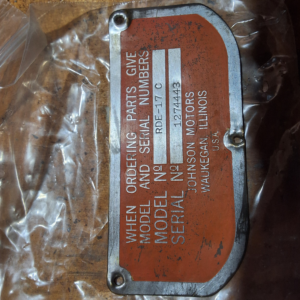 WHEN ORDERING PARTS GIVE
MODEL AND SERIAL NUMBERS
MODEL Nº RDE-17 C
SERIAL Nº 1274443
JOHNSON MOTORS
WAUKEGAN, ILLINOIS
U.S.A.